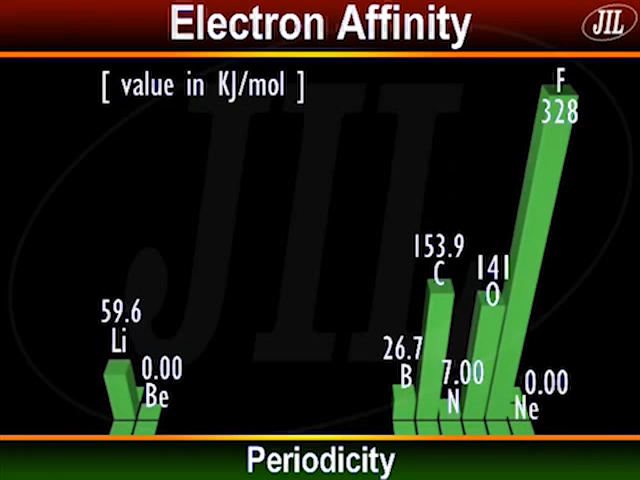 Electron Affinity
JIL
[ value in KJ/mol ]
F
328
153.9
C
141
O
59.6
Li
0.00
Be
26.7
B
7.00
N
0.00
Ne
JIL
Periodicity